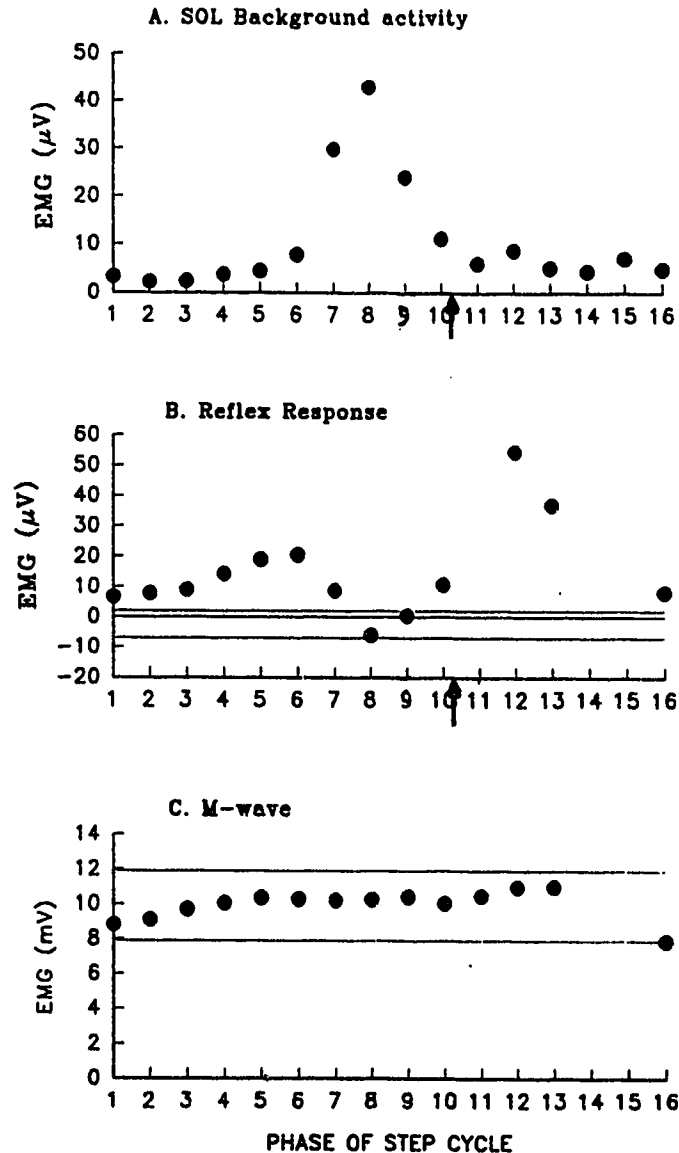 A. SOL Background activity
50
40
30
20
10
0
EMG (μV)
1 2 3 4 5 6 7 8 9 10 11 12 13 14 15 16
B. Reflex Response
60
50
40
30
20
10
0
-10
-20
EMG (μV)
1 2 3 4 5 6 7 8 9 10 11 12 13 14 15 16
C. M-wave
14
12
10
8
6
4
2
0
EMG (mV)
1 2 3 4 5 6 7 8 9 10 11 12 13 14 15 16
PHASE OF STEP CYCLE